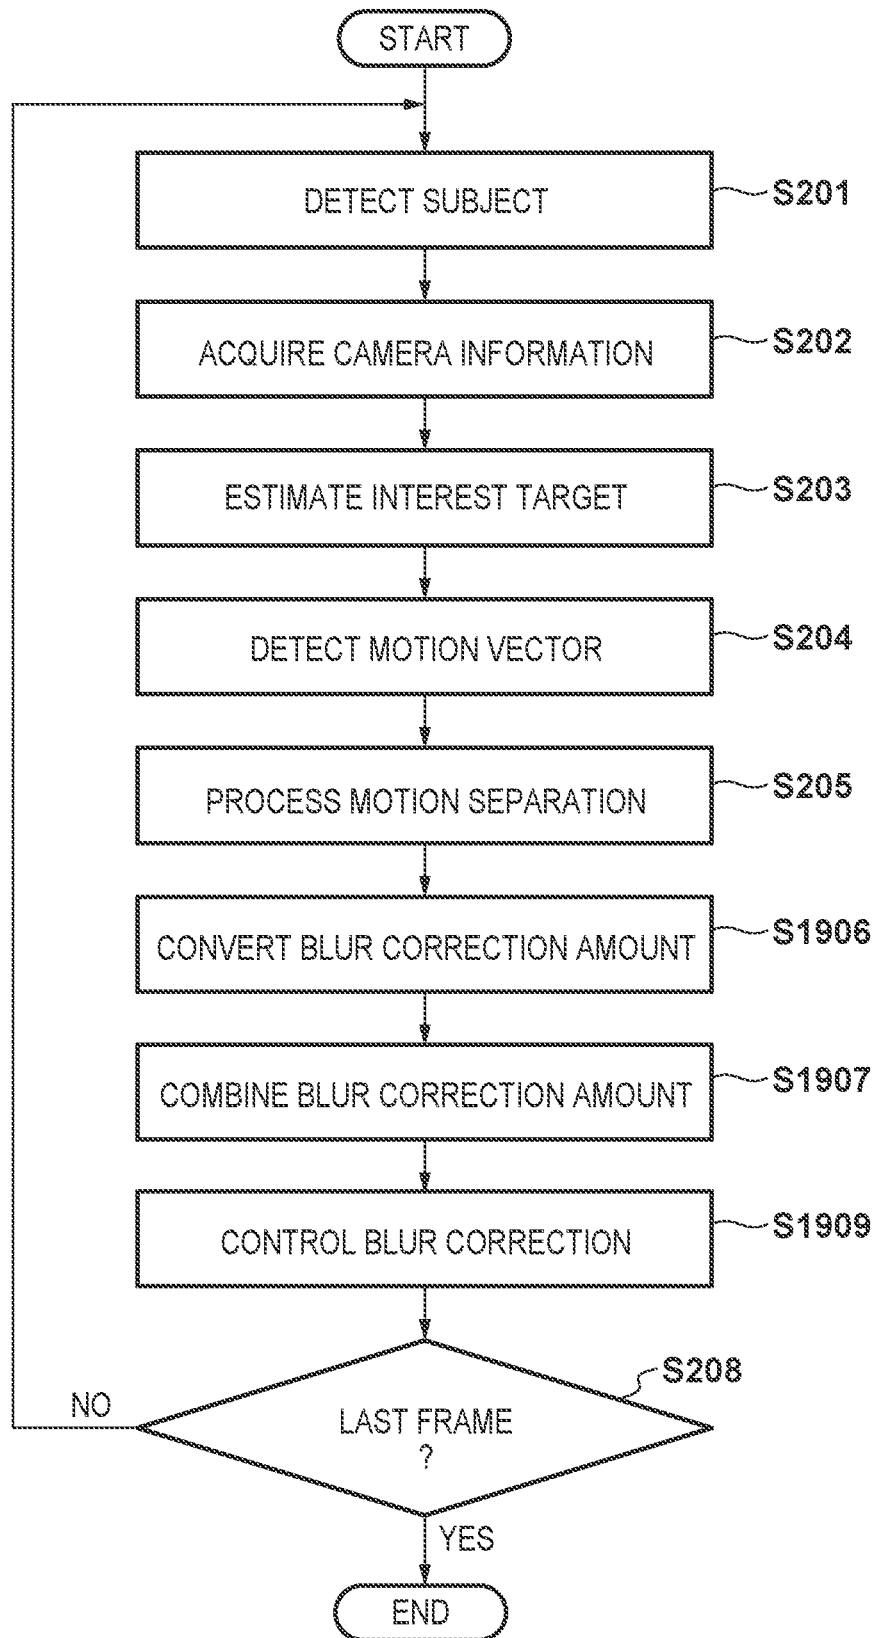 START
DETECT SUBJECT
S201
ACQUIRE CAMERA INFORMATION
S202
ESTIMATE INTEREST TARGET
S203
DETECT MOTION VECTOR
S204
PROCESS MOTION SEPARATION
S205
CONVERT BLUR CORRECTION AMOUNT
S1906
COMBINE BLUR CORRECTION AMOUNT
S1907
CONTROL BLUR CORRECTION
S1909
S208
NO
LAST FRAME
?
YES
END